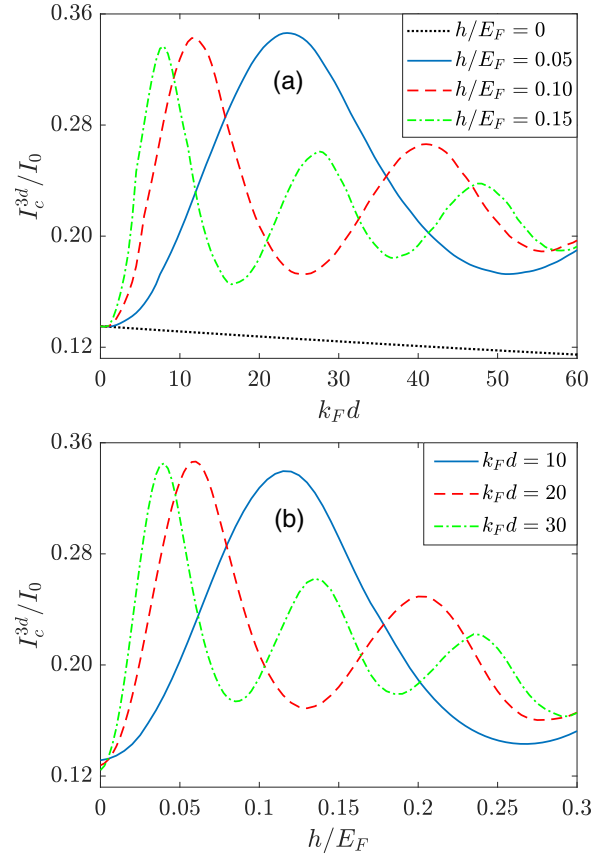 0.36
0.28
0.20
0.12
I_c^{3d}/I_0
(a)
h/E_F = 0
h/E_F = 0.05
h/E_F = 0.10
h/E_F = 0.15
0 10 20 30 40 50 60
k_F d
0.36
0.28
0.20
0.12
I_c^{3d}/I_0
(b)
k_F d = 10
k_F d = 20
k_F d = 30
0 0.05 0.1 0.15 0.2 0.25 0.3
h/E_F